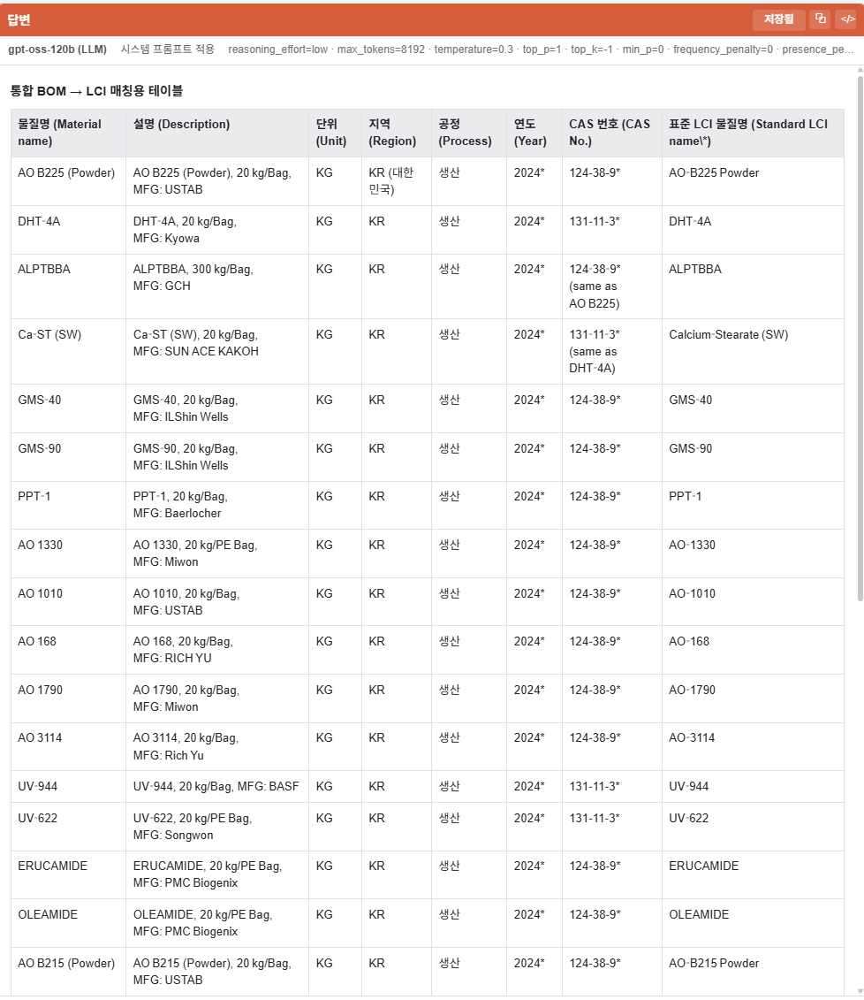 답변
저장됨
</>
gpt-oss-120b (LLM) 시스템 프롬프트 적용 reasoning_effort=low · max_tokens=8192 · temperature=0.3 · top_p=1 · top_k=-1 · min_p=0 · frequency_penalty=0 · presence_pe…
통합 BOM → LCI 매칭용 테이블
물질명 (Material name) 설명 (Description) 단위 (Unit) 지역 (Region) 공정 (Process) 연도 (Year) CAS 번호 (CAS No.) 표준 LCI 물질명 (Standard LCI name\*)
AO B225 (Powder) AO B225 (Powder), 20 kg/Bag, MFG: USTAB KG KR (대한민국) 생산 2024* 124-38-9* AO-B225 Powder
DHT-4A DHT-4A, 20 kg/Bag, MFG: Kyowa KG KR 생산 2024* 131-11-3* DHT-4A
ALPTBBA ALPTBBA, 300 kg/Bag, MFG: GCH KG KR 생산 2024* 124-38-9* (same as AO B225) ALPTBBA
Ca-ST (SW) Ca-ST (SW), 20 kg/Bag, MFG: SUN ACE KAKOH KG KR 생산 2024* 131-11-3* (same as DHT-4A) Calcium-Stearate (SW)
GMS-40 GMS-40, 20 kg/Bag, MFG: ILShin Wells KG KR 생산 2024* 124-38-9* GMS-40
GMS-90 GMS-90, 20 kg/Bag, MFG: ILShin Wells KG KR 생산 2024* 124-38-9* GMS-90
PPT-1 PPT-1, 20 kg/Bag, MFG: Baerlocher KG KR 생산 2024* 124-38-9* PPT-1
AO 1330 AO 1330, 20 kg/PE Bag, MFG: Miwon KG KR 생산 2024* 124-38-9* AO-1330
AO 1010 AO 1010, 20 kg/Bag, MFG: USTAB KG KR 생산 2024* 124-38-9* AO-1010
AO 168 AO 168, 20 kg/Bag, MFG: RICH YU KG KR 생산 2024* 124-38-9* AO-168
AO 1790 AO 1790, 20 kg/Bag, MFG: Miwon KG KR 생산 2024* 124-38-9* AO-1790
AO 3114 AO 3114, 20 kg/Bag, MFG: Rich Yu KG KR 생산 2024* 124-38-9* AO-3114
UV-944 UV-944, 20 kg/Bag, MFG: BASF KG KR 생산 2024* 131-11-3* UV-944
UV-622 UV-622, 20 kg/PE Bag, MFG: Songwon KG KR 생산 2024* 131-11-3* UV-622
ERUCAMIDE ERUCAMIDE, 20 kg/PE Bag, MFG: PMC Biogenix KG KR 생산 2024* 124-38-9* ERUCAMIDE
OLEAMIDE OLEAMIDE, 20 kg/PE Bag, MFG: PMC Biogenix KG KR 생산 2024* 124-38-9* OLEAMIDE
AO B215 (Powder) AO B215 (Powder), 20 kg/Bag, MFG: USTAB KG KR 생산 2024* 124-38-9* AO-B215 Powder